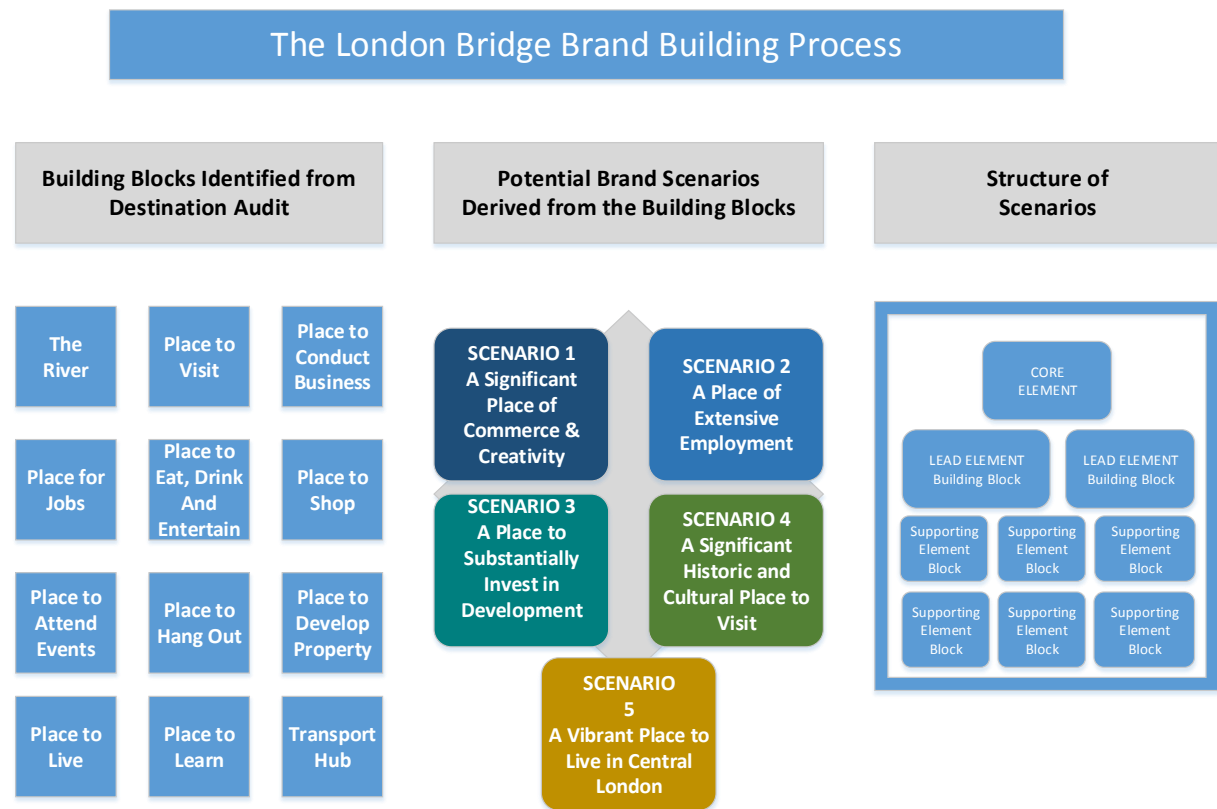 The London Bridge Brand Building Process
Building Blocks Identified from
Destination Audit
Potential Brand Scenarios
Derived from the Building Blocks
Structure of
Scenarios
The
River
Place to
Visit
Place to
Conduct
Business
Place for
Jobs
Place to
Eat, Drink
And
Entertain
Place to
Shop
Place to
Attend
Events
Place to
Hang Out
Place to
Develop
Property
Place to
Live
Place to
Learn
Transport
Hub
SCENARIO 1
A Significant
Place of
Commerce &
Creativity
SCENARIO 2
A Place of
Extensive
Employment
SCENARIO 3
A Place to
Substantially
Invest in
Development
SCENARIO 4
A Significant
Historic and
Cultural Place to
Visit
SCENARIO
5
A Vibrant Place to
Live in Central
London
CORE
ELEMENT
LEAD ELEMENT
Building Block
LEAD ELEMENT
Building Block
Supporting
Element
Block
Supporting
Element
Block
Supporting
Element
Block
Supporting
Element
Block
Supporting
Element
Block
Supporting
Element
Block